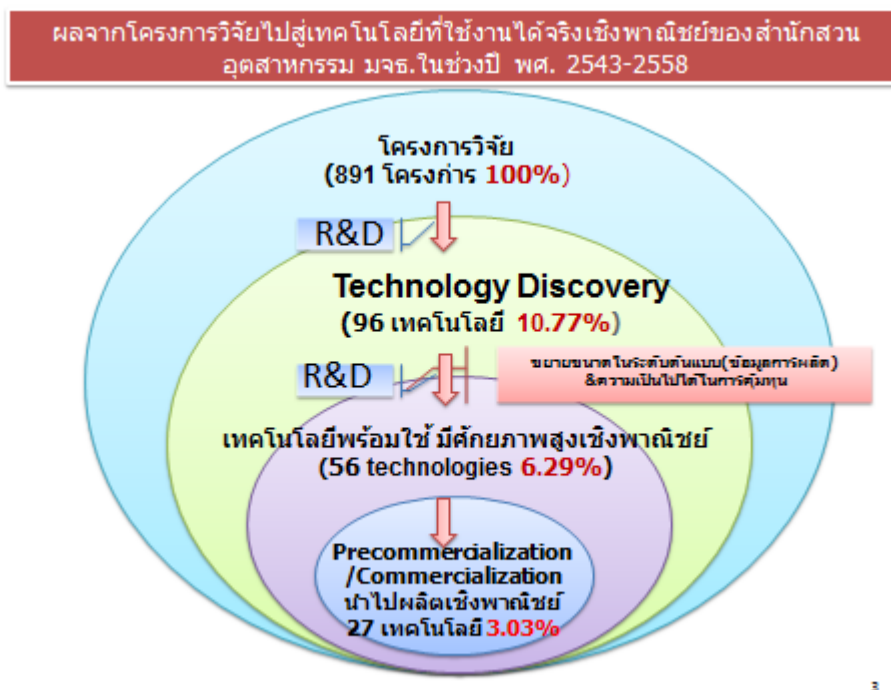 ผลจากโครงการวิจัยไปสู่เทคโนโลยีที่ใช้งานได้จริงเชิงพาณิชย์ของสำนักสวน
อุตสาหกรรม มจธ.ในช่วงปี พศ. 2543-2558
โครงการวิจัย
(891 โครงก่าร 100%)
R&D
Technology Discovery
(96 เทคโนโลยี 10.77%)
R&D
ขยายขนาดในระดับต้นแบบ(ข้อมูลการผลิต)
&ความเป็นไปได้ในการคุ้มทุน
เทคโนโลยีพร้อมใช้ มีศักยภาพสูงเชิงพาณิชย์
(56 technologies 6.29%)
Precommercialization
/Commercialization
นำไปผลิตเชิงพาณิชย์
27 เทคโนโลยี 3.03%
3